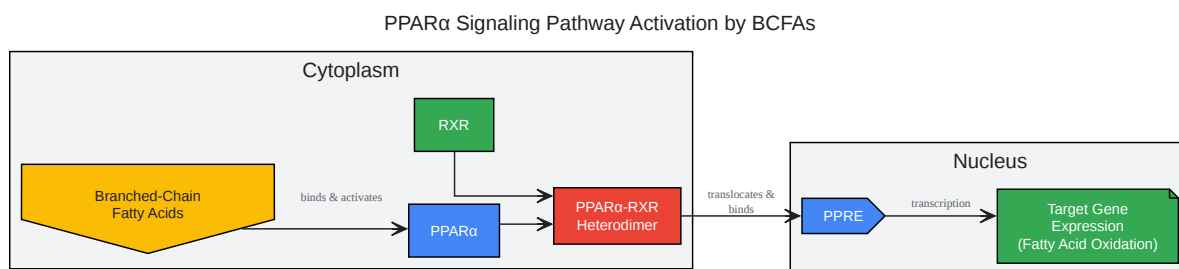 PPARα Signaling Pathway Activation by BCFAs
Cytoplasm
RXR
Branched-Chain
Fatty Acids
binds & activates
PPARα
PPARα-RXR
Heterodimer
translocates &
binds
Nucleus
PPRE
transcription
Target Gene
Expression
(Fatty Acid Oxidation)